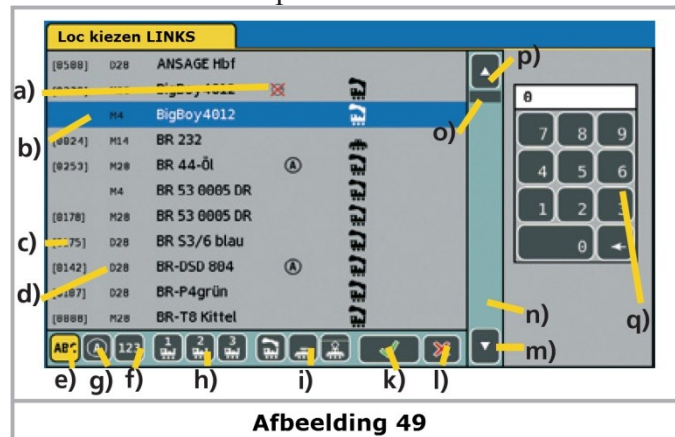 Loc kiezen LINKS
[0500] D28 ANSAGE Hbf
BigBoy4012
M4 BigBoy4012
[0024] M14 BR 232
[0253] M28 BR 44-Öl A
M4 BR 53 0005 DR
[0178] M28 BR 53 0005 DR
BR S3/6 blau D28
[0142] D28 BR-DSD 804 A
D28 BR-P4grün
[0888] M28 BR-T8 Kittel
0
7 8 9
4 5 6
1 2 3
0
ABC A 123 1 2 3
a)
b)
c)
d)
e) g) f) h) i) k) l) m)
n)
o)
p)
q)
Afbeelding 49